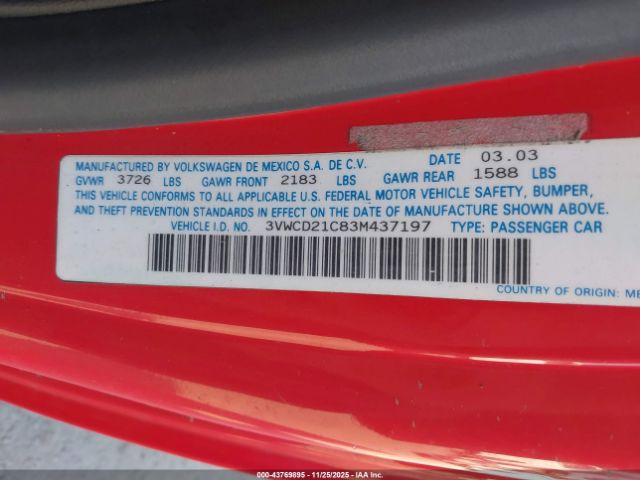 MANUFACTURED BY VOLKSWAGEN DE MEXICO S.A. DE C.V. DATE 03.03
GVWR 3726 LBS GAWR FRONT 2183 LBS GAWR REAR 1588 LBS
THIS VEHICLE CONFORMS TO ALL APPLICABLE U.S. FEDERAL MOTOR VEHICLE SAFETY, BUMPER,
AND THEFT PREVENTION STANDARDS IN EFFECT ON THE DATE OF MANUFACTURE SHOWN ABOVE.
VEHICLE I.D. NO. 3VWCD21C83M437197 TYPE: PASSENGER CAR
COUNTRY OF ORIGIN: ME
00-43769895 - 11/25/2025 - IAA Inc.